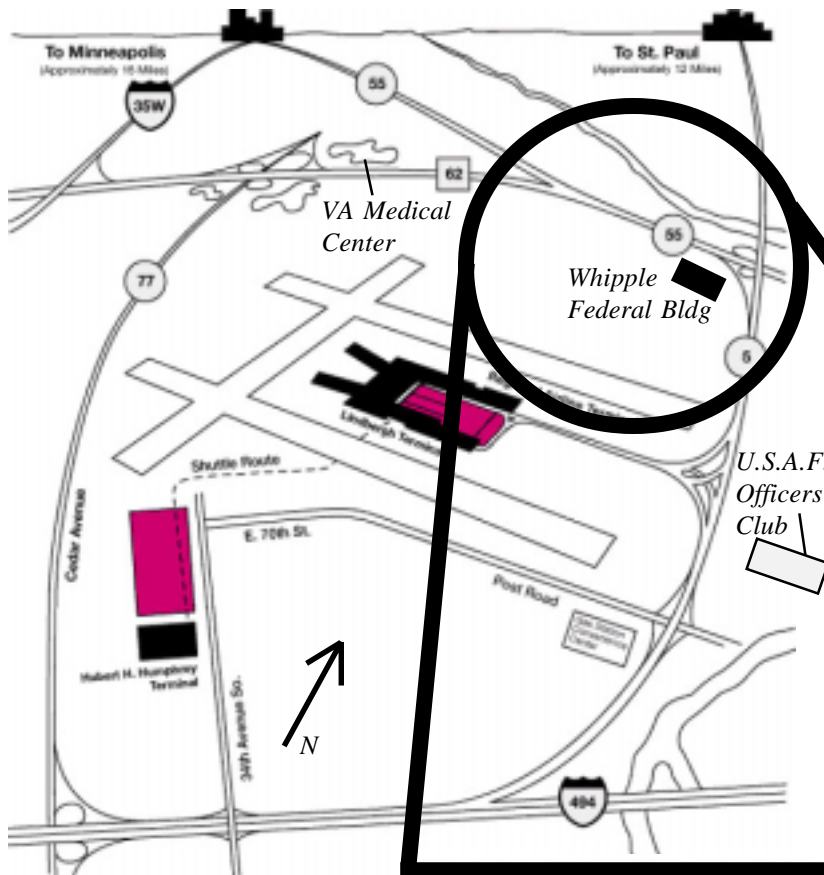 To Minneapolis
(Approximately 15 Miles)
To St. Paul
(Approximately 12 Miles)
35W
55
62
VA Medical
Center
55
77
Whipple
Federal Bldg
5
Lindbergh Terminal
Shuttle Route
U.S.A.F.
Officers
Club
Cedar Avenue
E. 70th St.
Post Road
Hubert H. Humphrey
Terminal
34th Avenue So.
N
494